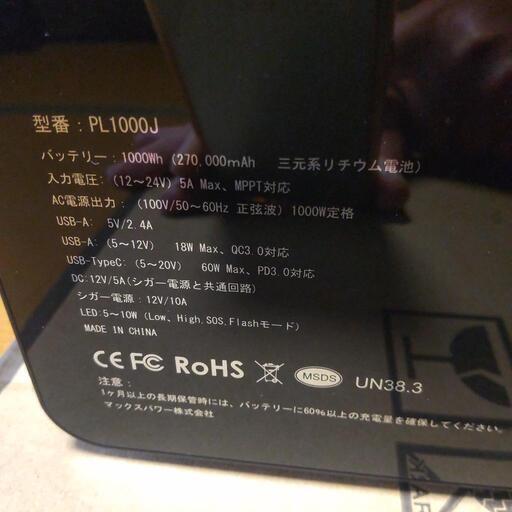 型番：PL1000J
バッテリー：1000Wh (270,000mAh　三元系リチウム電池)
入力電圧: (12～24V) 5A Max、MPPT対応
AC電源出力：(100V/50～60Hz 正弦波) 1000W定格
USB-A: 5V/2.4A
USB-A: (5～12V)　18W Max、QC3.0対応
USB-TypeC: (5～20V)　60W Max、PD3.0対応
DC:12V/5A(シガー電源と共通回路)
シガー電源：12V/10A
LED:5～10W (Low、High,SOS,Flashモード)
MADE IN CHINA
CE FC RoHS MSDS UN38.3
注意：
1ヶ月以上の長期保管時には、バッテリーに60%以上の充電量を確保してください。
マックスパワー株式会社